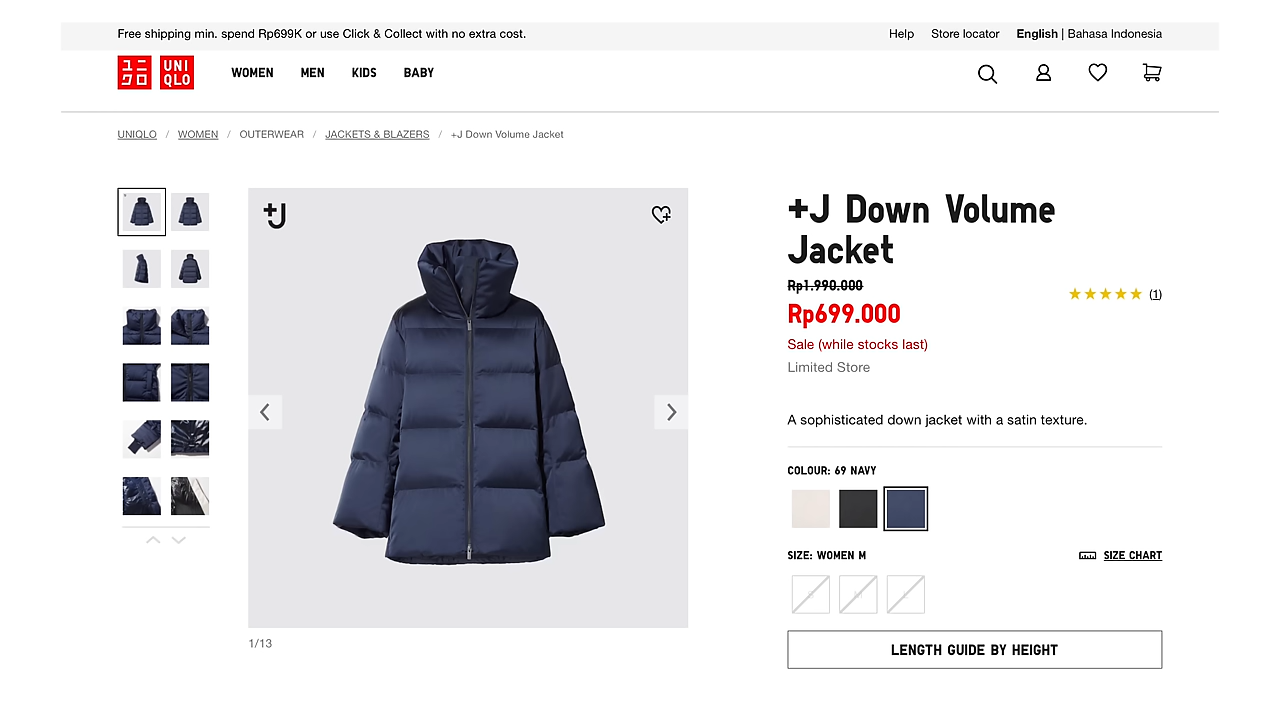 Free shipping min. spend Rp699K or use Click & Collect with no extra cost.
Help Store locator English | Bahasa Indonesia
ユニ
クロ
UNI
QLO
WOMEN MEN KIDS BABY
UNIQLO / WOMEN / OUTERWEAR / JACKETS & BLAZERS / +J Down Volume Jacket
+J
+J Down Volume
Jacket
Rp1.990.000
(1)
Rp699.000
Sale (while stocks last)
Limited Store
A sophisticated down jacket with a satin texture.
COLOUR: 69 NAVY
SIZE: WOMEN M
SIZE CHART
LENGTH GUIDE BY HEIGHT
1/13